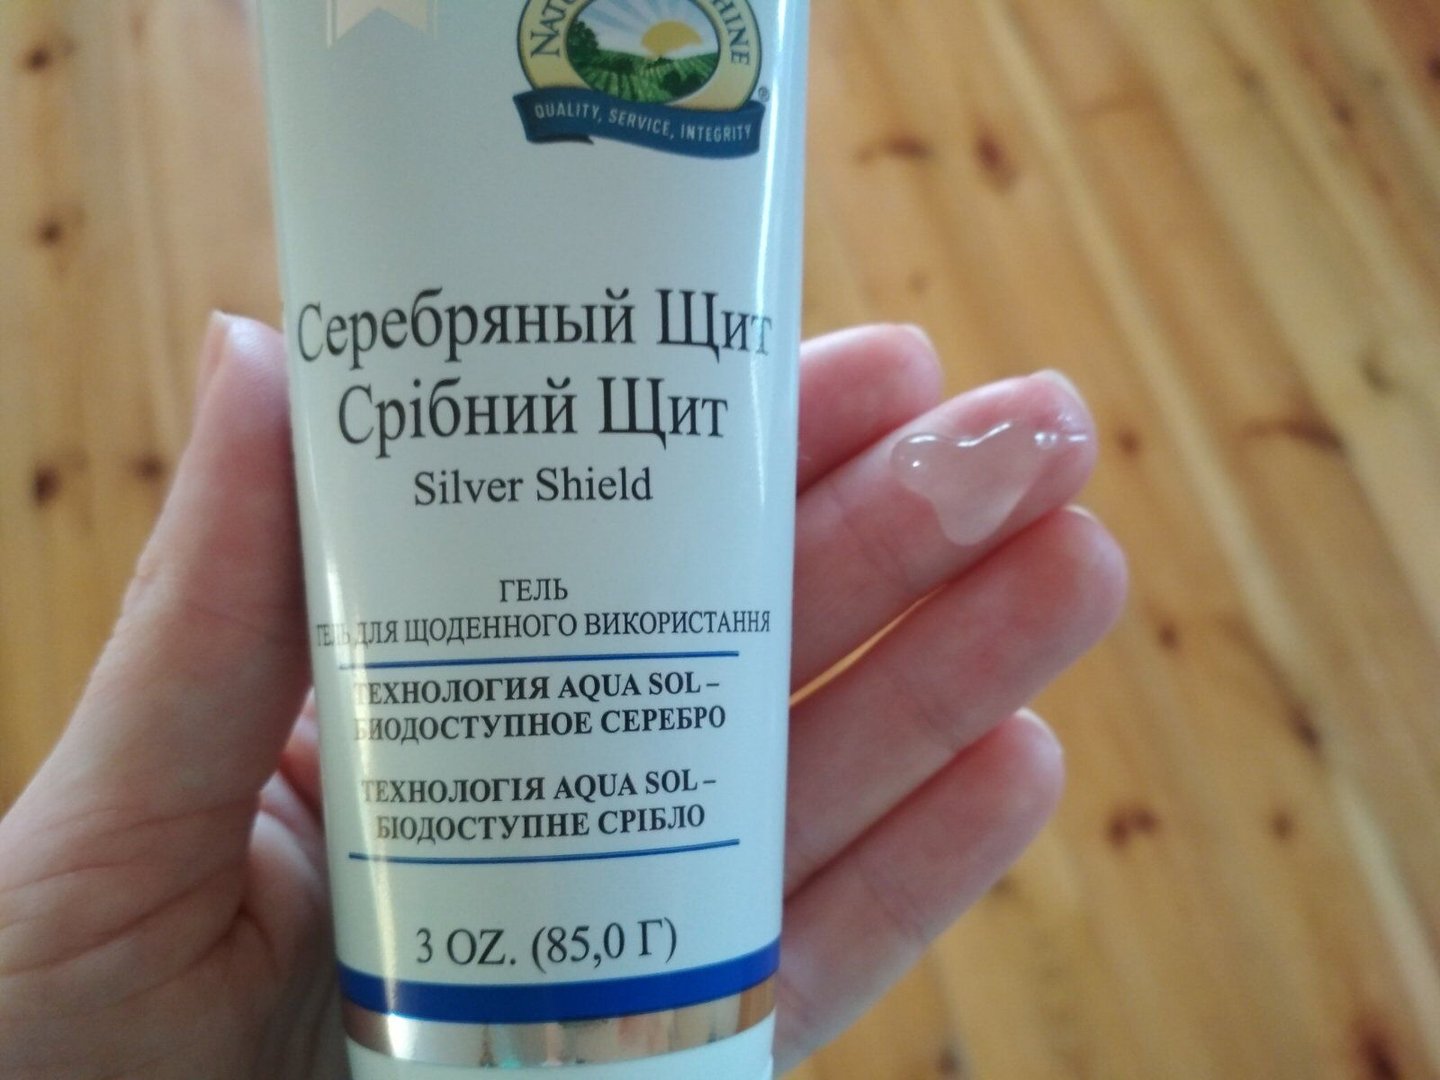 QUALITY, SERVICE, INTEGRITY
®
Серебряный Щит
Срібний Щит
Silver Shield
ГЕЛЬ
ГЕЛЬ ДЛЯ ЩОДЕННОГО ВИКОРИСТАННЯ
ТЕХНОЛОГИЯ AQUA SOL –
БИОДОСТУПНОЕ СЕРЕБРО
ТЕХНОЛОГІЯ AQUA SOL –
БІОДОСТУПНЕ СРІБЛО
3 OZ. (85,0 Г)